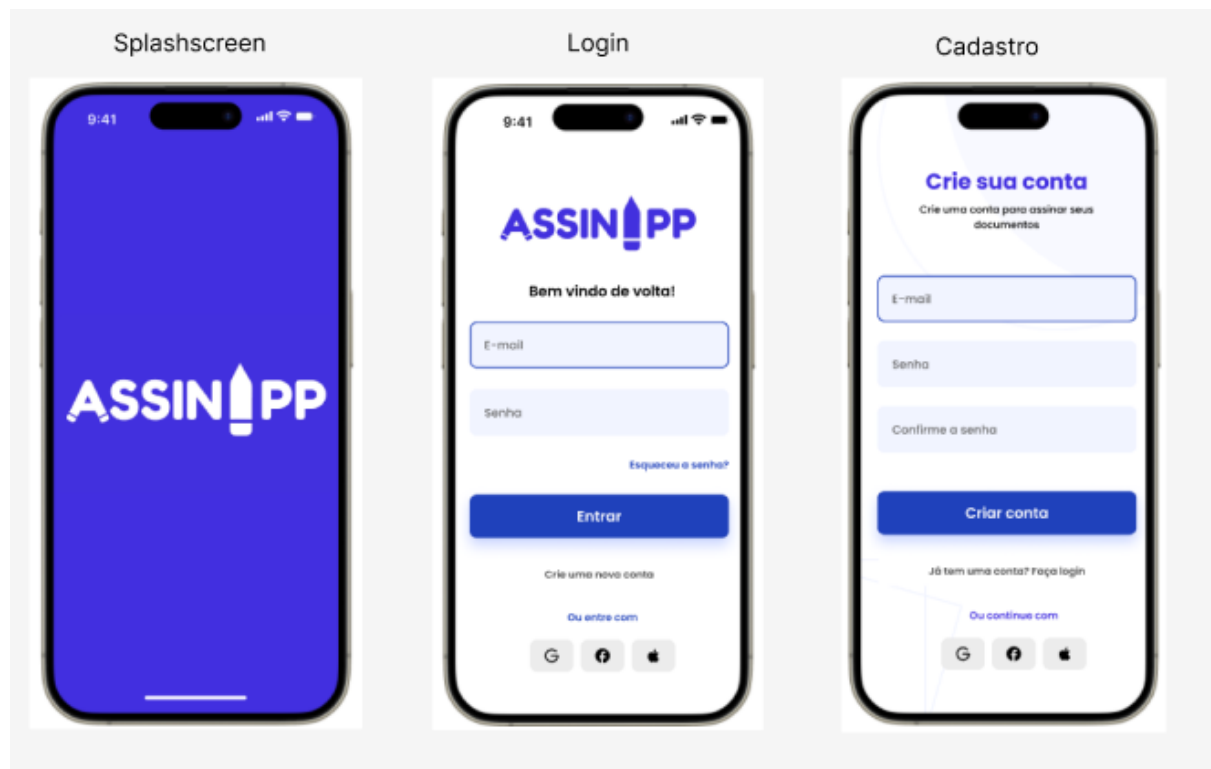 Splashscreen
9:41
ASSINAPP
Login
9:41
ASSINAPP
Bem vindo de volta!
E-mail
Senha
Esqueceu a senha?
Entrar
Crie uma nova conta
Ou entre com
G
Cadastro
Crie sua conta
Crie uma conta para assinar seus
documentos
E-mail
Senha
Confirme a senha
Criar conta
Já tem uma conta? Faça login
Ou continue com
G